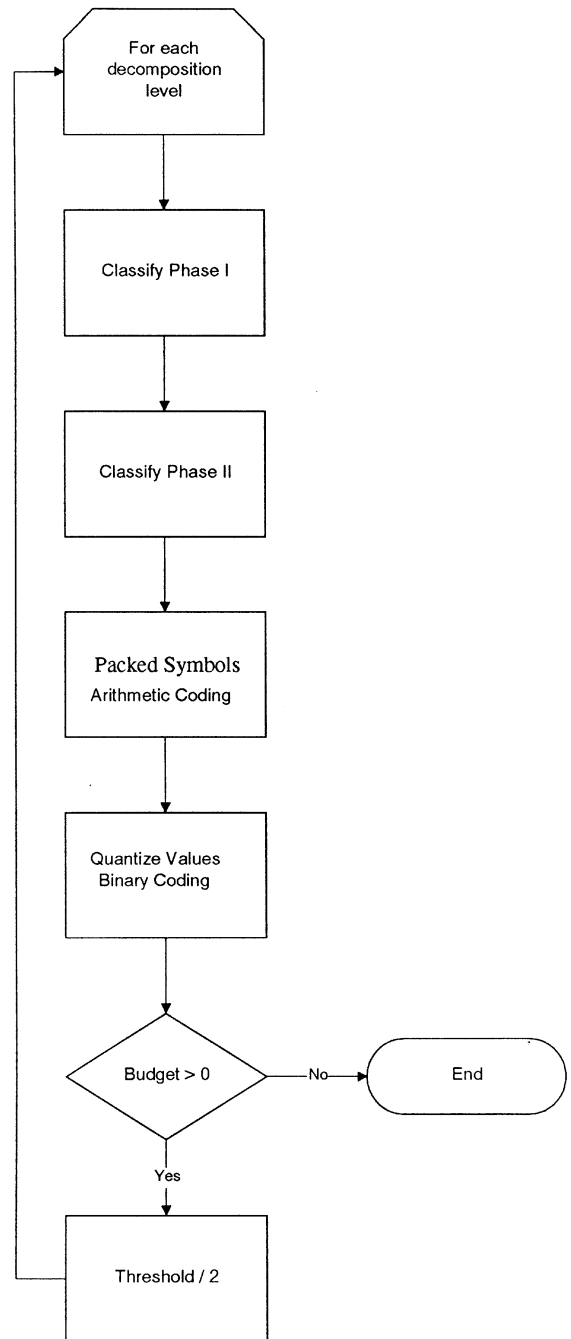 For each
decomposition
level
Classify Phase I
Classify Phase II
Packed Symbols
Arithmetic Coding
Quantize Values
Binary Coding
Budget > 0
No
End
Yes
Threshold / 2